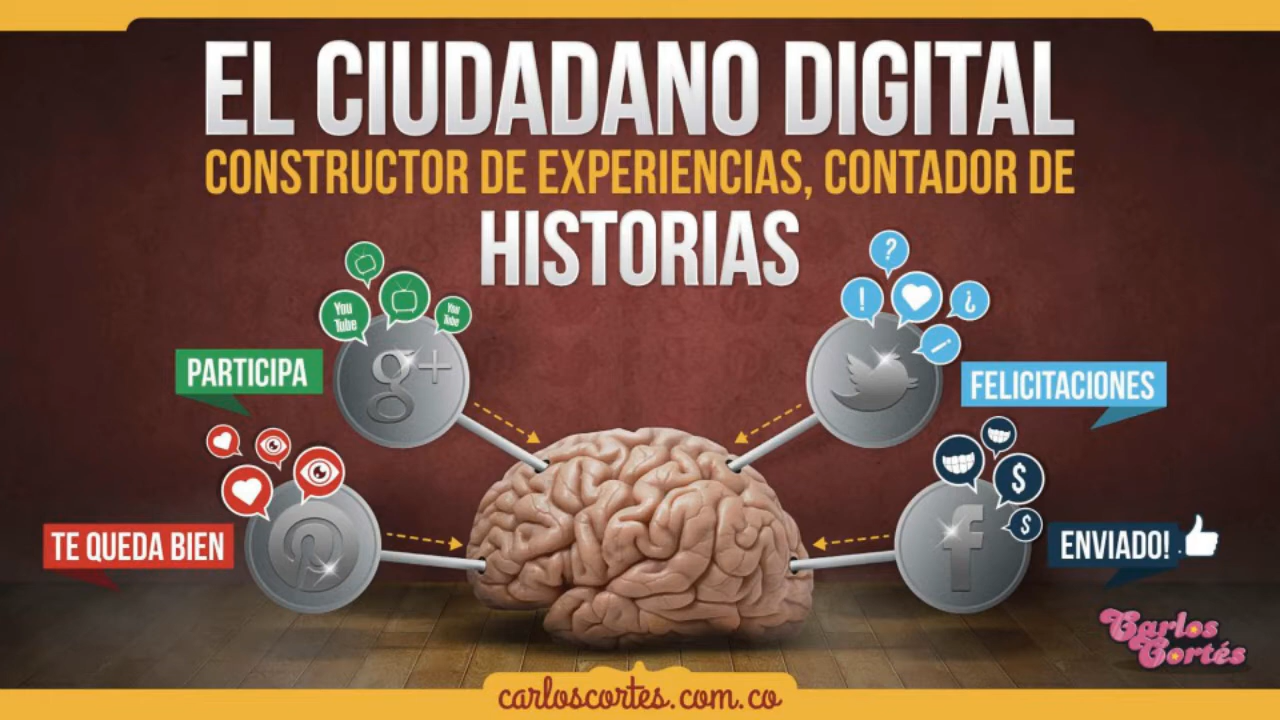 EL CIUDADANO DIGITAL
CONSTRUCTOR DE EXPERIENCIAS, CONTADOR DE
HISTORIAS
?
! ¿
You
Tube
You
Tube
g+
PARTICIPA
FELICITACIONES
$
$
f
TE QUEDA BIEN
ENVIADO!
Carlos
Cortés
carloscortes.com.co